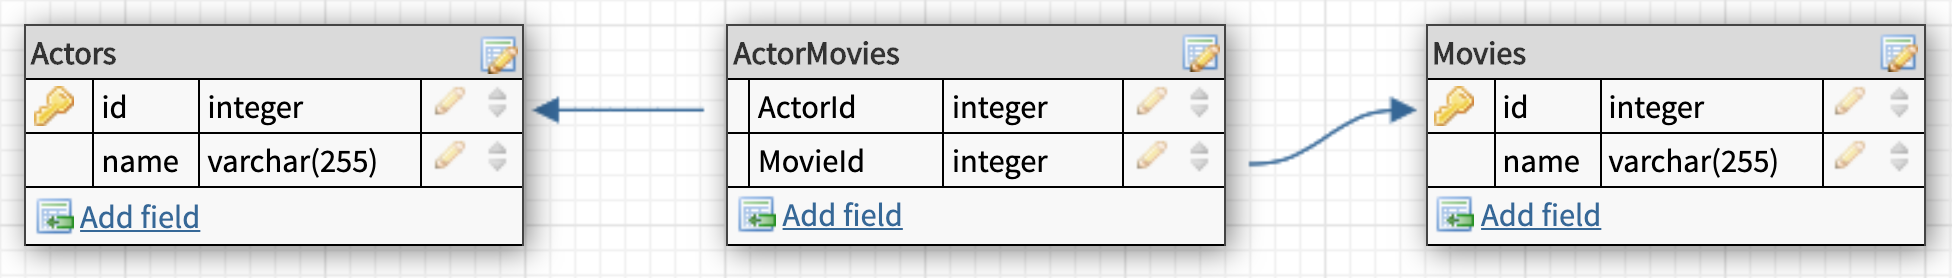 Actors
id integer
name varchar(255)
Add field
ActorMovies
ActorId integer
MovieId integer
Add field
Movies
id integer
name varchar(255)
Add field